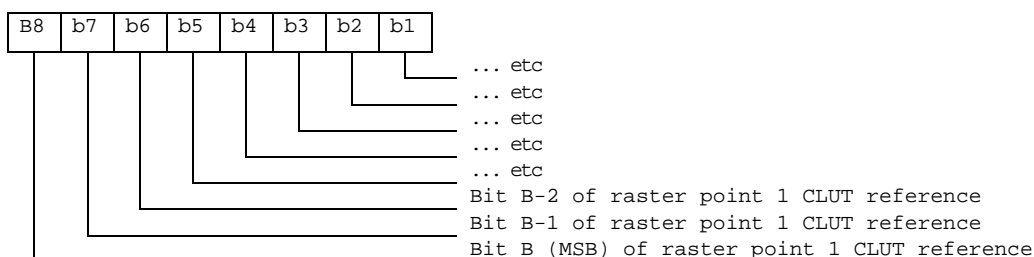 B8 b7 b6 b5 b4 b3 b2 b1
... etc
... etc
... etc
... etc
... etc
Bit B-2 of raster point 1 CLUT reference
Bit B-1 of raster point 1 CLUT reference
Bit B (MSB) of raster point 1 CLUT reference